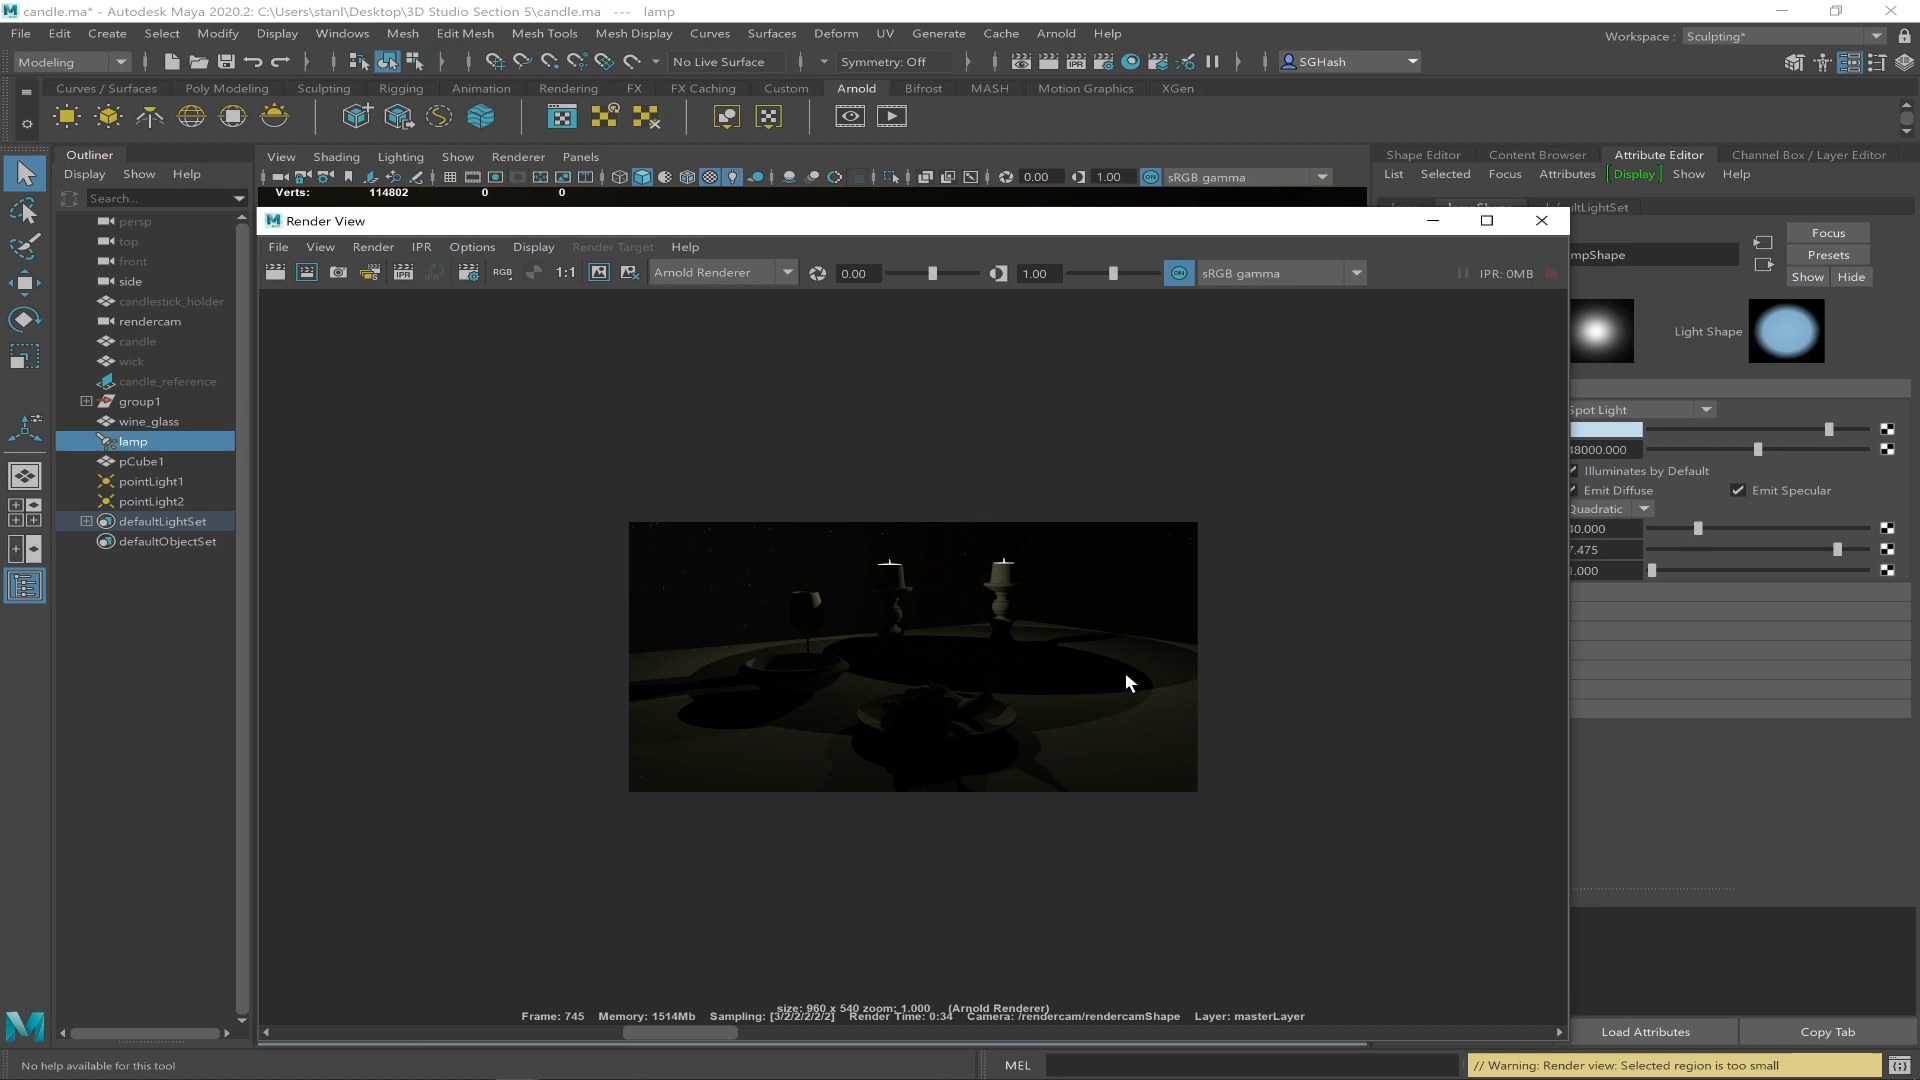 candle.ma* - Autodesk Maya 2020.2: C:\Users\stanl\Desktop\3D Studio Section 5\candle.ma --- lamp
File Edit Create Select Modify Display Windows Mesh Edit Mesh Mesh Tools Mesh Display Curves Surfaces Deform UV Generate Cache Arnold Help Workspace : Sculpting*
Modeling No Live Surface Symmetry: Off SGHash
Curves / Surfaces Poly Modeling Sculpting Rigging Animation Rendering FX FX Caching Custom Arnold Bifrost MASH Motion Graphics XGen
Outliner View Shading Lighting Show Renderer Panels Shape Editor Content Browser Attribute Editor Channel Box / Layer Editor
Display Show Help 0.00 1.00 sRGB gamma List Selected Focus Attributes Display Show Help
Search...
Verts: 114802 0 0
Render View
File View Render IPR Options Display Render Target Help
RGB 1:1 Arnold Renderer 0.00 1.00 ON sRGB gamma IPR: 0MB
persp
top
front
side
candlestick_holder
rendercam
candle
wick
candle_reference
group1
wine_glass
lamp
pCube1
pointLight1
pointLight2
defaultLightSet
defaultObjectSet
ultLightSet
Focus
mpShape Presets
Show Hide
Light Shape
Spot Light
48000.000
Illuminates by Default
Emit Diffuse Emit Specular
Quadratic
40.000
7.475
1.000
size: 960 x 540 zoom: 1.000 (Arnold Renderer)
Frame: 745 Memory: 1514Mb Sampling: [3/2/2/2/2/2] Render Time: 0:34 Camera: /rendercam/rendercamShape Layer: masterLayer
Load Attributes Copy Tab
No help available for this tool MEL // Warning: Render view: Selected region is too small